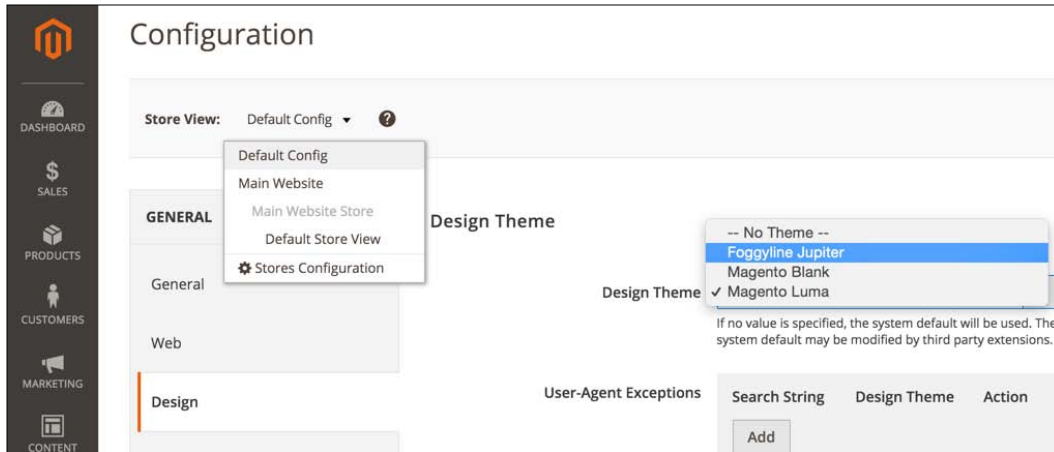 Configuration
DASHBOARD
SALES
PRODUCTS
CUSTOMERS
MARKETING
CONTENT
Store View: Default Config
Default Config
Main Website
Main Website Store
Default Store View
Stores Configuration
GENERAL
General
Web
Design
Design Theme
Design Theme
-- No Theme --
Foggyline Jupiter
Magento Blank
✓ Magento Luma
If no value is specified, the system default will be used. The
system default may be modified by third party extensions.
User-Agent Exceptions
Search String Design Theme Action
Add